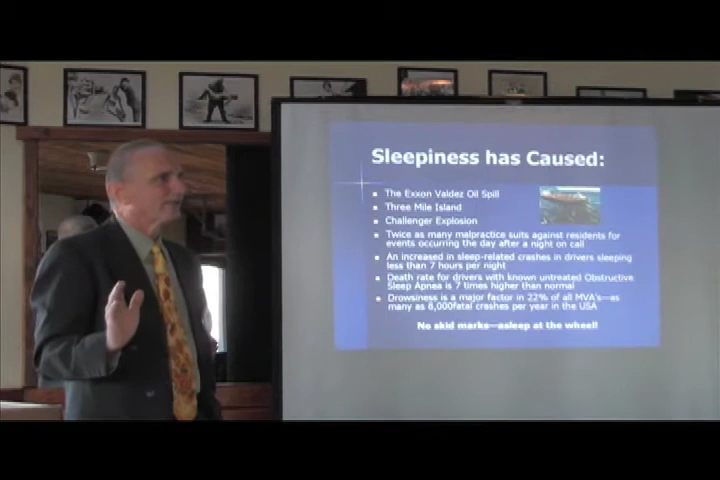 Sleepiness has Caused:
The Exxon Valdez Oil Spill
Three Mile Island
Challenger Explosion
Twice as many malpractice suits against residents for
events occurring the day after a night on call
An increased in sleep-related crashes in drivers sleeping
less than 7 hours per night
Death rate for drivers with known untreated Obstructive
Sleep Apnea is 7 times higher than normal
Drowsiness is a major factor in 22% of all MVA's—as
many as 8,000fatal crashes per year in the USA
No skid marks—asleep at the wheel!